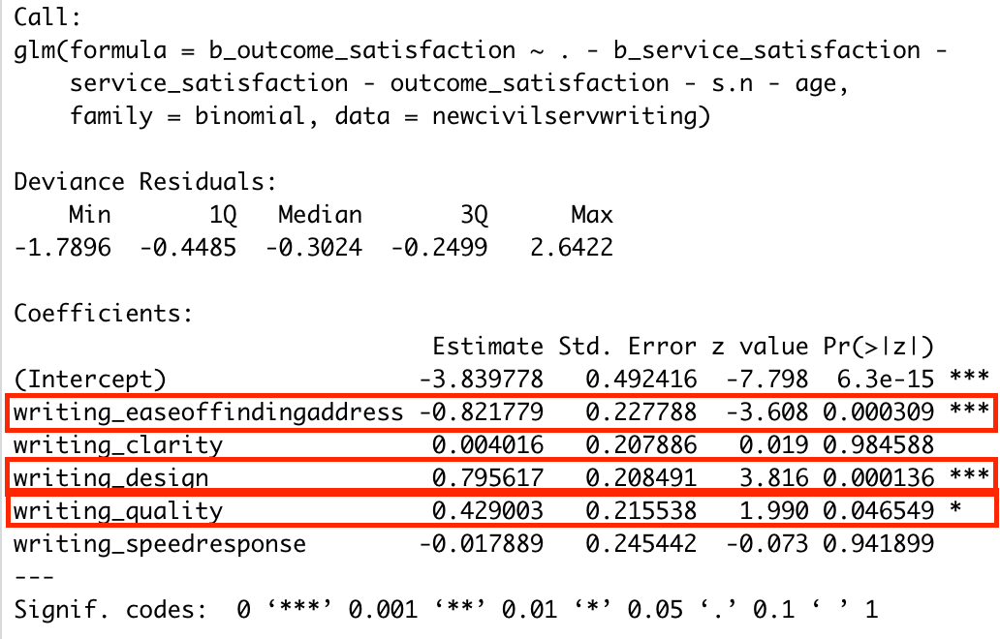 Call:
glm(formula = b_outcome_satisfaction ~ . - b_service_satisfaction -
    service_satisfaction - outcome_satisfaction - s.n - age,
    family = binomial, data = newcivilservwriting)
Deviance Residuals:
    Min       1Q   Median       3Q      Max
-1.7896  -0.4485  -0.3024  -0.2499   2.6422
Coefficients:
                            Estimate Std. Error z value Pr(>|z|)
(Intercept)                -3.839778   0.492416  -7.798  6.3e-15 ***
writing_easeoffindingaddress -0.821779   0.227788  -3.608 0.000309 ***
writing_clarity             0.004016   0.207886   0.019 0.984588
writing_design              0.795617   0.208491   3.816 0.000136 ***
writing_quality             0.429003   0.215538   1.990 0.046549 *
writing_speedresponse      -0.017889   0.245442  -0.073 0.941899
---
Signif. codes:  0 ‘***’ 0.001 ‘**’ 0.01 ‘*’ 0.05 ‘.’ 0.1 ‘ ’ 1